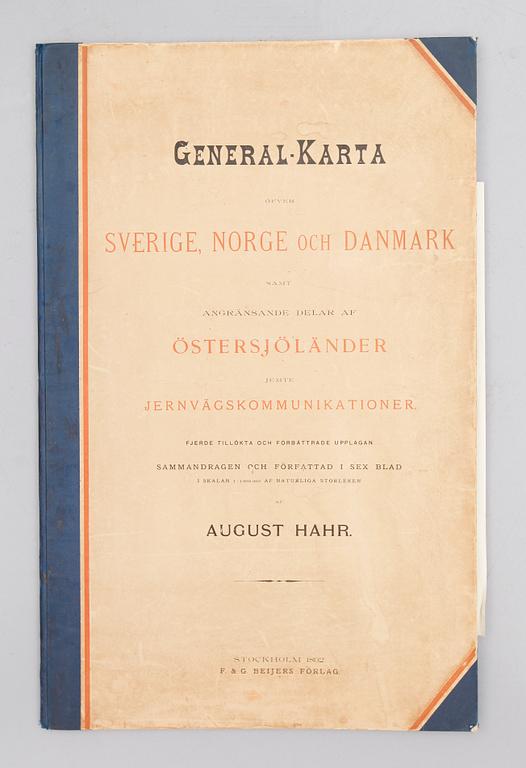 GENERAL-KARTA
ÖFVER
SVERIGE, NORGE OCH DANMARK
SAMT
ANGRÄNSANDE DELAR AF
ÖSTERSJÖLÄNDER
JEMTE
JERNVÄGSKOMMUNIKATIONER.
FJERDE TILLÖKTA OCH FÖRBÄTTRADE UPPLAGAN
SAMMANDRAGEN OCH FÖRFATTAD I SEX BLAD
I SKALAN AF NATURLIGA STORLEKEN
AF
AUGUST HAHR.
STOCKHOLM 1892
F. & G. BEIJERS FÖRLAG.